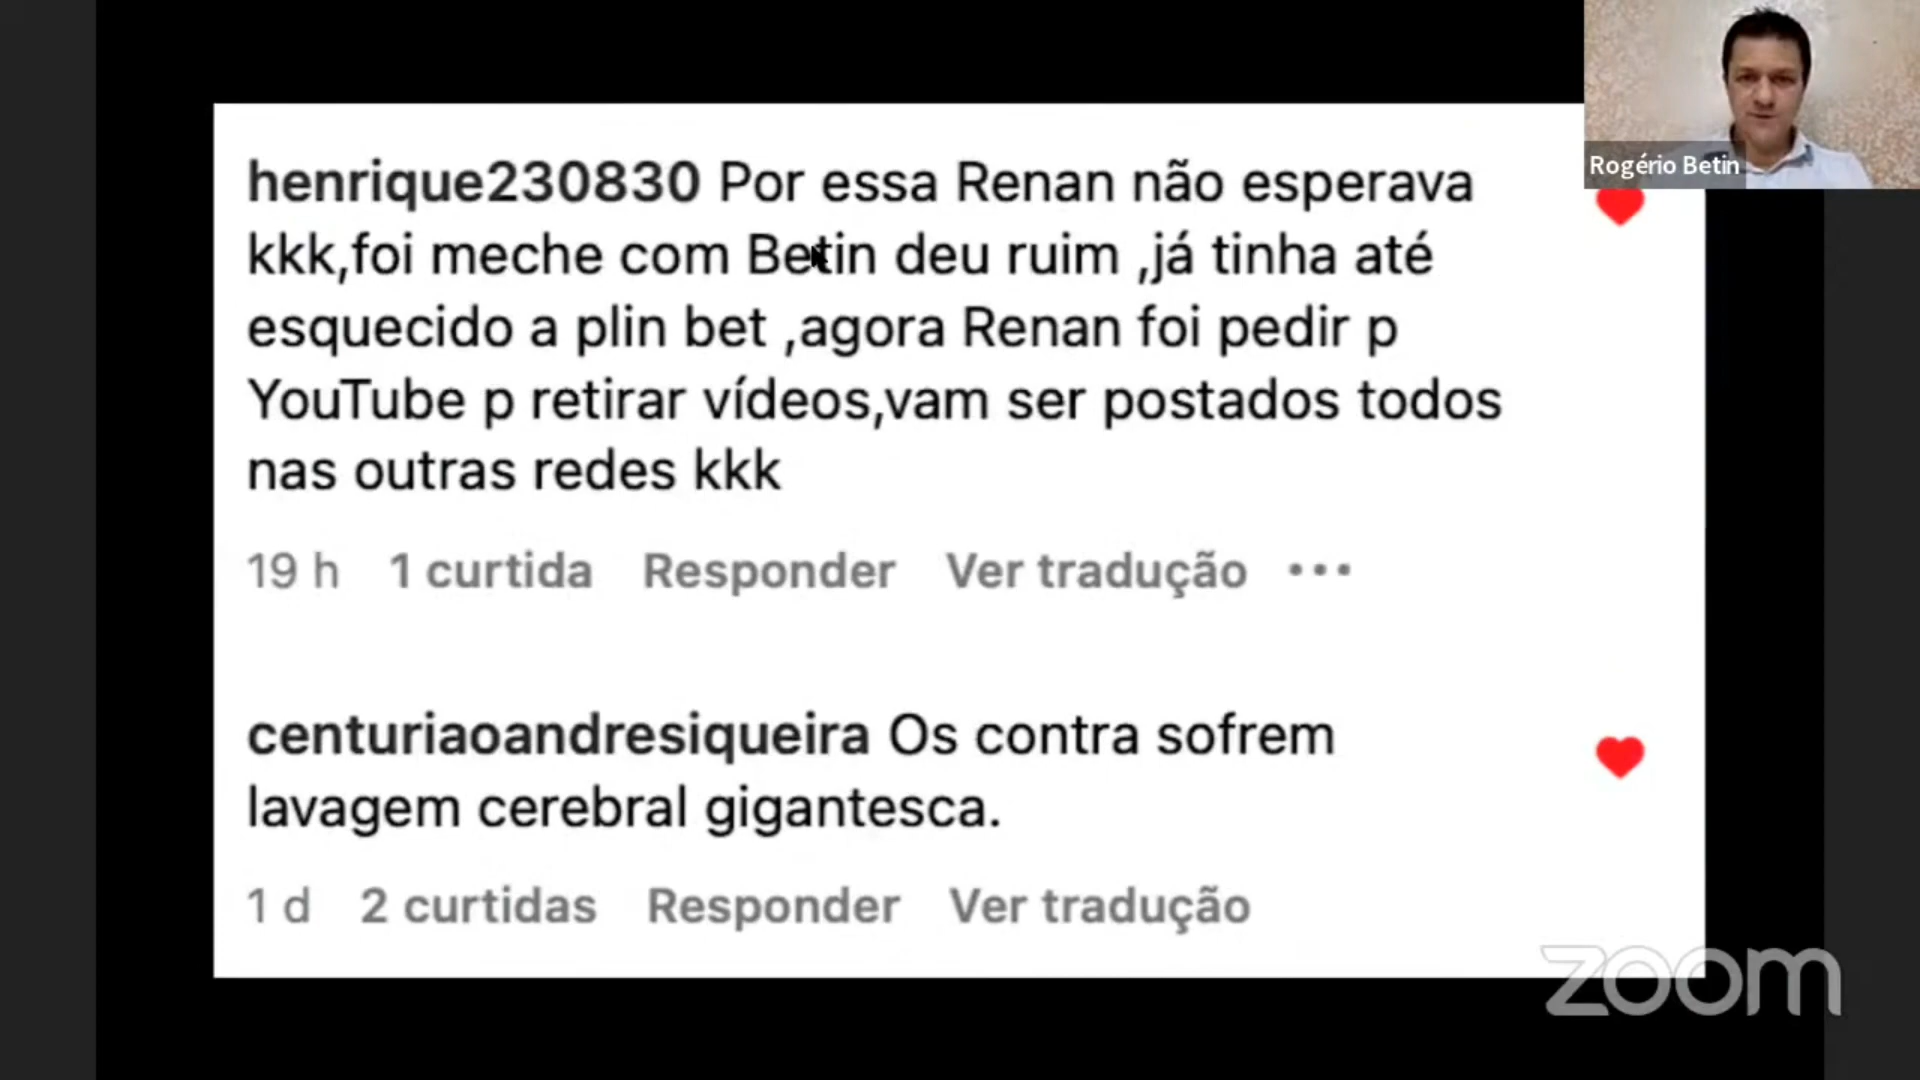 Rogério Betin
henrique230830 Por essa Renan não esperava
kkk,foi meche com Betin deu ruim ,já tinha até
esquecido a plin bet ,agora Renan foi pedir p
YouTube p retirar vídeos,vam ser postados todos
nas outras redes kkk
19 h 1 curtida Responder Ver tradução •••
centuriaoandresiqueira Os contra sofrem
lavagem cerebral gigantesca.
1 d 2 curtidas Responder Ver tradução
zoom